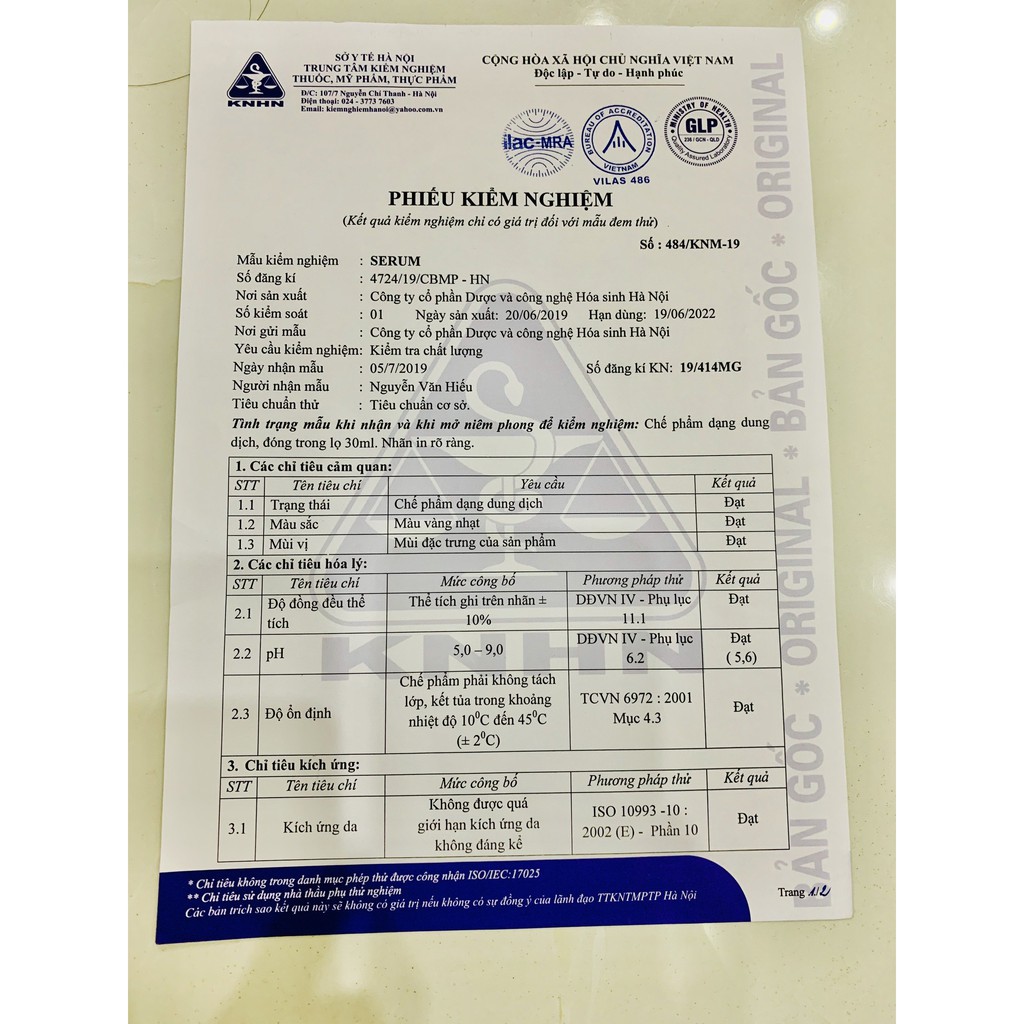 SỞ Y TẾ HÀ NỘI
TRUNG TÂM KIỂM NGHIỆM
THUỐC, MỸ PHẨM, THỰC PHẨM
Đ/C: 107/7 Nguyễn Chí Thanh - Hà Nội
Điện thoại: 024 - 3773 7603
Email: kiemnghiemhanoi@yahoo.com.vn
KNHN
CỘNG HÒA XÃ HỘI CHỦ NGHĨA VIỆT NAM
Độc lập - Tự do - Hạnh phúc
ilac-MRA
BUREAU OF ACCREDITATION
VIETNAM
VILAS 486
MINISTRY OF HEALTH
GLP
236 / GCN - QLD
Quality Assured Laboratory
PHIẾU KIỂM NGHIỆM
(Kết quả kiểm nghiệm chỉ có giá trị đối với mẫu đem thử)
Số : 484/KNM-19
Mẫu kiểm nghiệm : SERUM
Số đăng kí : 4724/19/CBMP - HN
Nơi sản xuất : Công ty cổ phần Dược và công nghệ Hóa sinh Hà Nội
Số kiểm soát : 01 Ngày sản xuất: 20/06/2019 Hạn dùng: 19/06/2022
Nơi gửi mẫu : Công ty cổ phần Dược và công nghệ Hóa sinh Hà Nội
Yêu cầu kiểm nghiệm: Kiểm tra chất lượng
Ngày nhận mẫu : 05/7/2019 Số đăng kí KN: 19/414MG
Người nhận mẫu : Nguyễn Văn Hiếu
Tiêu chuẩn thử : Tiêu chuẩn cơ sở.
Tình trạng mẫu khi nhận và khi mở niêm phong để kiểm nghiệm: Chế phẩm dạng dung
dịch, đóng trong lọ 30ml. Nhãn in rõ ràng.
1. Các chỉ tiêu cảm quan:
STT Tên tiêu chí Yêu cầu Kết quả
1.1 Trạng thái Chế phẩm dạng dung dịch Đạt
1.2 Màu sắc Màu vàng nhạt Đạt
1.3 Mùi vị Mùi đặc trưng của sản phẩm Đạt
2. Các chỉ tiêu hóa lý:
STT Tên tiêu chí Mức công bố Phương pháp thử Kết quả
2.1 Độ đồng đều thể tích Thể tích ghi trên nhãn ± 10% DĐVN IV - Phụ lục 11.1 Đạt
2.2 pH 5,0 – 9,0 DĐVN IV - Phụ lục 6.2 Đạt ( 5,6)
2.3 Độ ổn định Chế phẩm phải không tách lớp, kết tủa trong khoảng nhiệt độ 10⁰C đến 45⁰C (± 2⁰C) TCVN 6972 : 2001 Mục 4.3 Đạt
3. Chỉ tiêu kích ứng:
STT Tên tiêu chí Mức công bố Phương pháp thử Kết quả
3.1 Kích ứng da Không được quá giới hạn kích ứng da không đáng kể ISO 10993 -10 : 2002 (E) - Phần 10 Đạt
* Chỉ tiêu không trong danh mục phép thử được công nhận ISO/IEC:17025
** Chỉ tiêu sử dụng nhà thầu phụ thử nghiệm
Các bản trích sao kết quả này sẽ không có giá trị nếu không có sự đồng ý của lãnh đạo TTKNTMPTP Hà Nội
Trang 1/2
KNHN
BẢN GỐC * ORIGINAL * BẢN GỐC * ORIGINAL